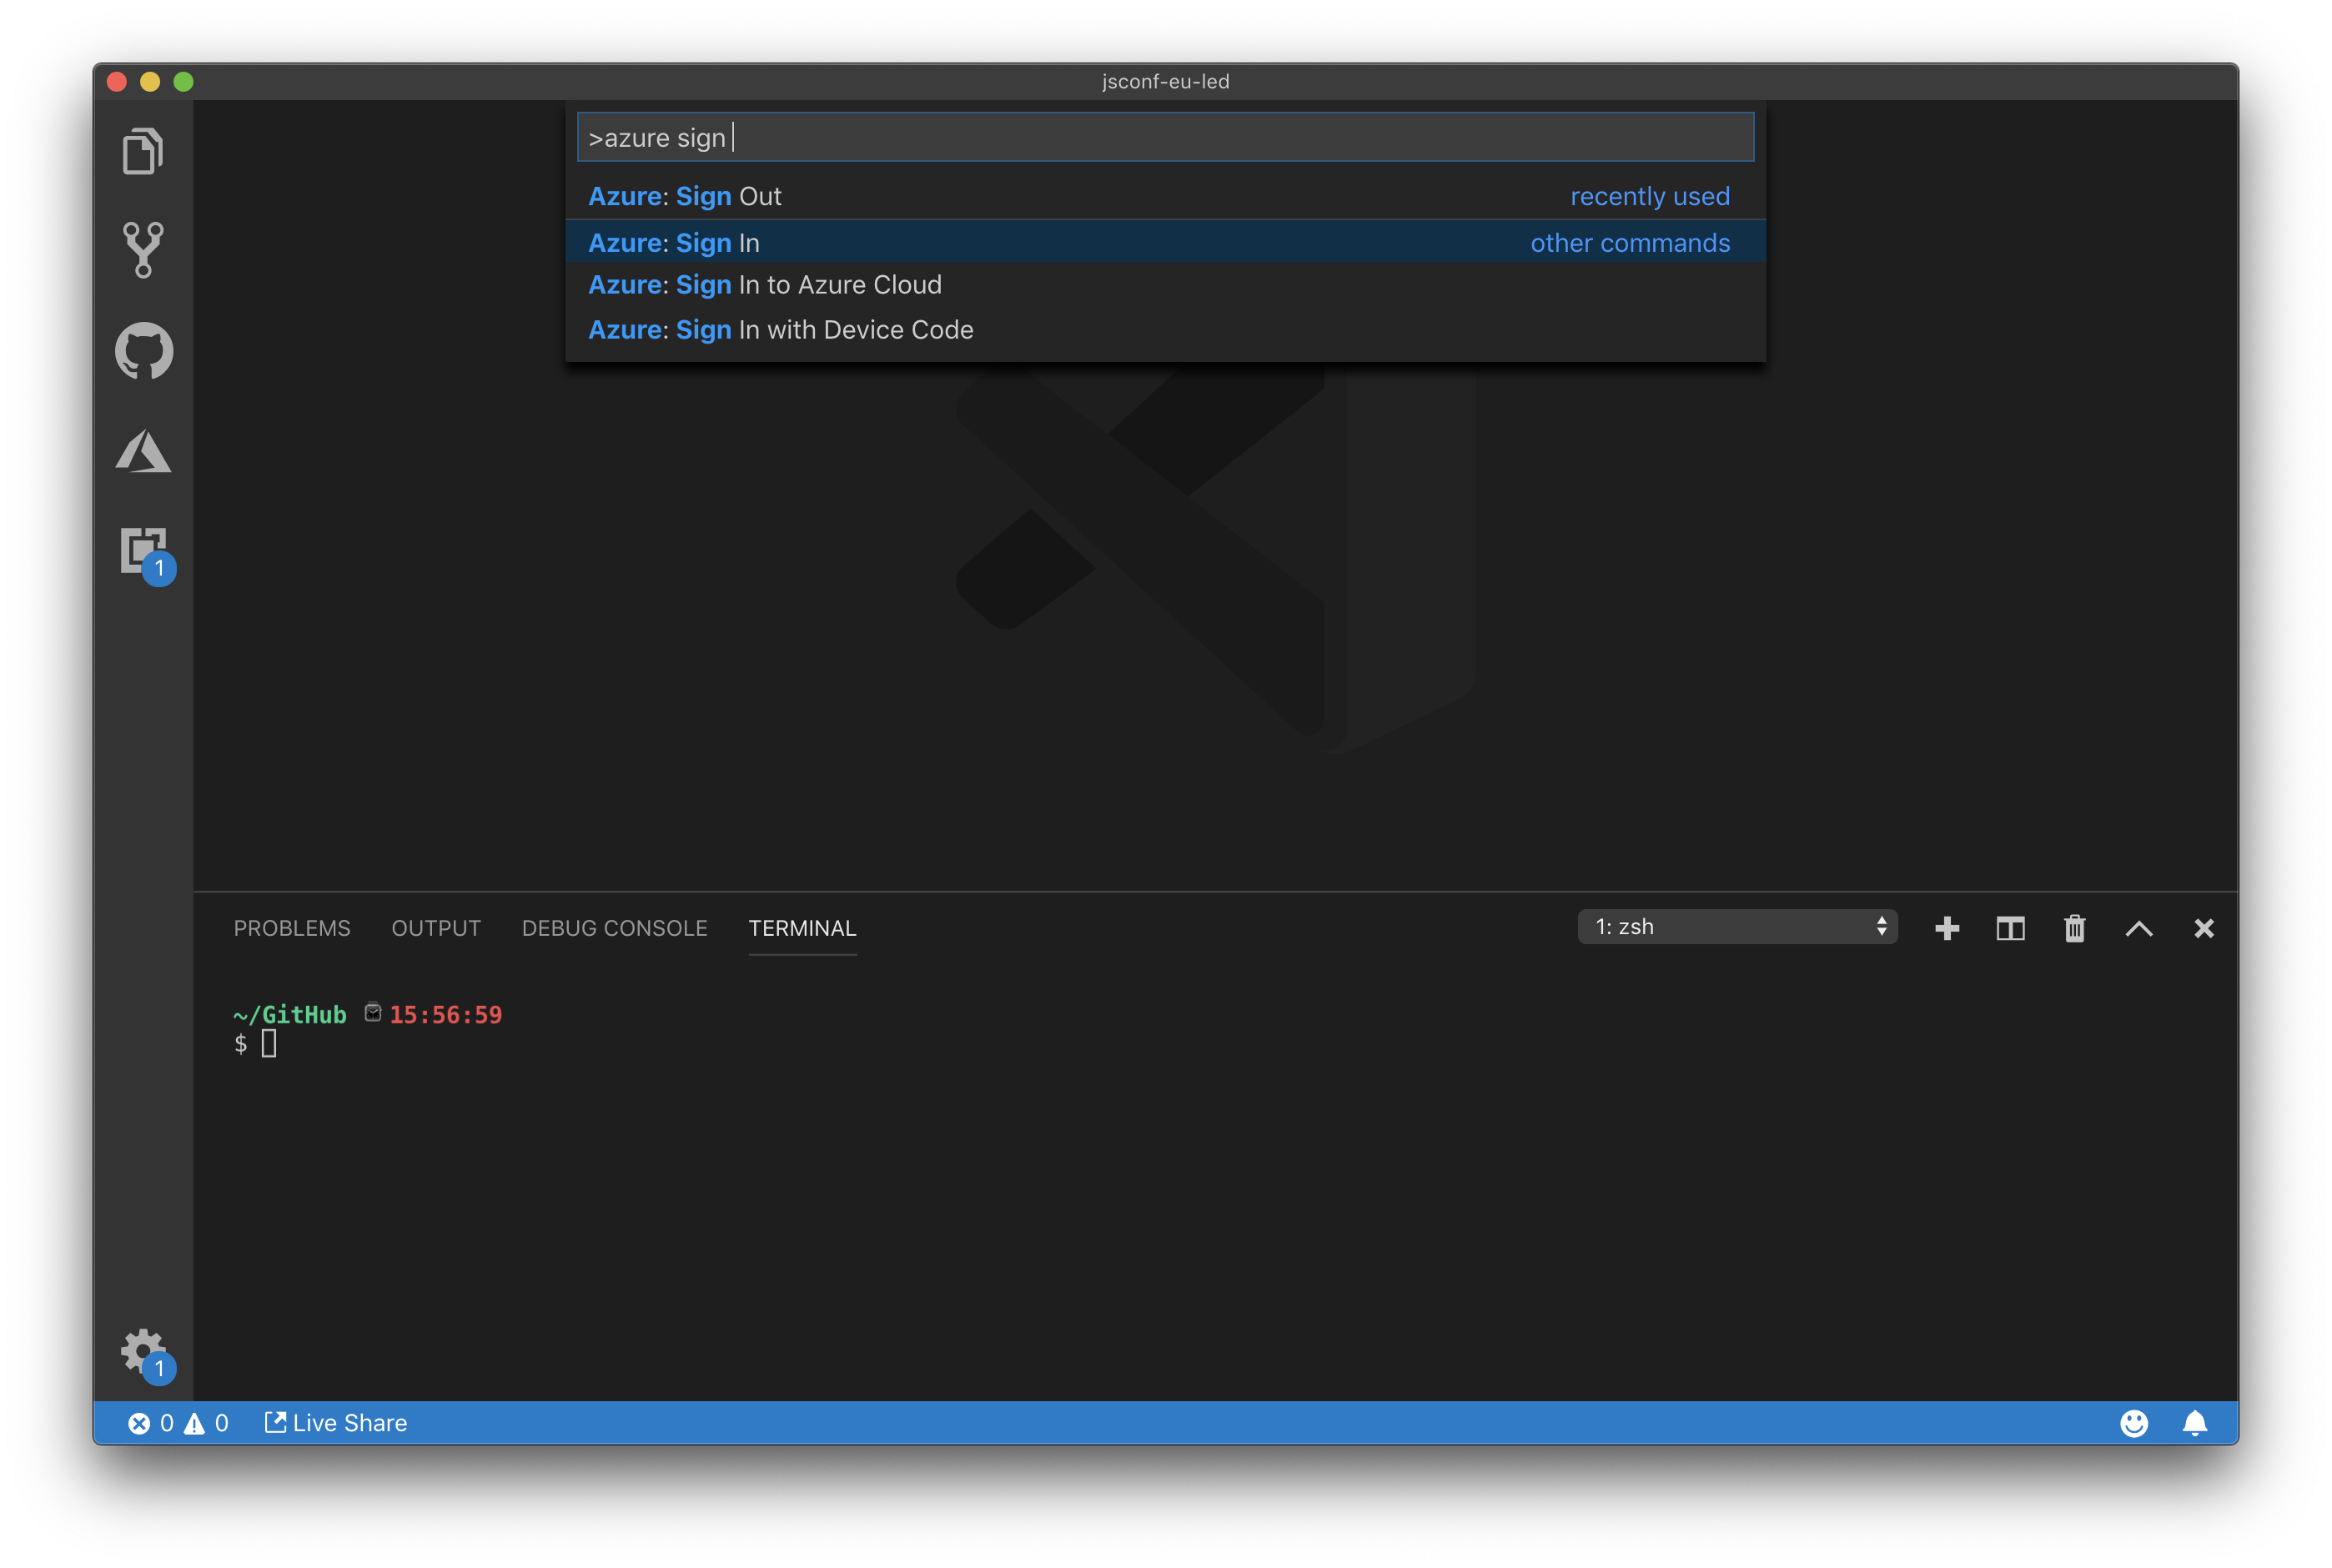 jsconf-eu-led
>azure sign
Azure: Sign Out recently used
Azure: Sign In other commands
Azure: Sign In to Azure Cloud
Azure: Sign In with Device Code
1
PROBLEMS OUTPUT DEBUG CONSOLE TERMINAL 1: zsh
~/GitHub 15:56:59
$
1
0 0 Live Share